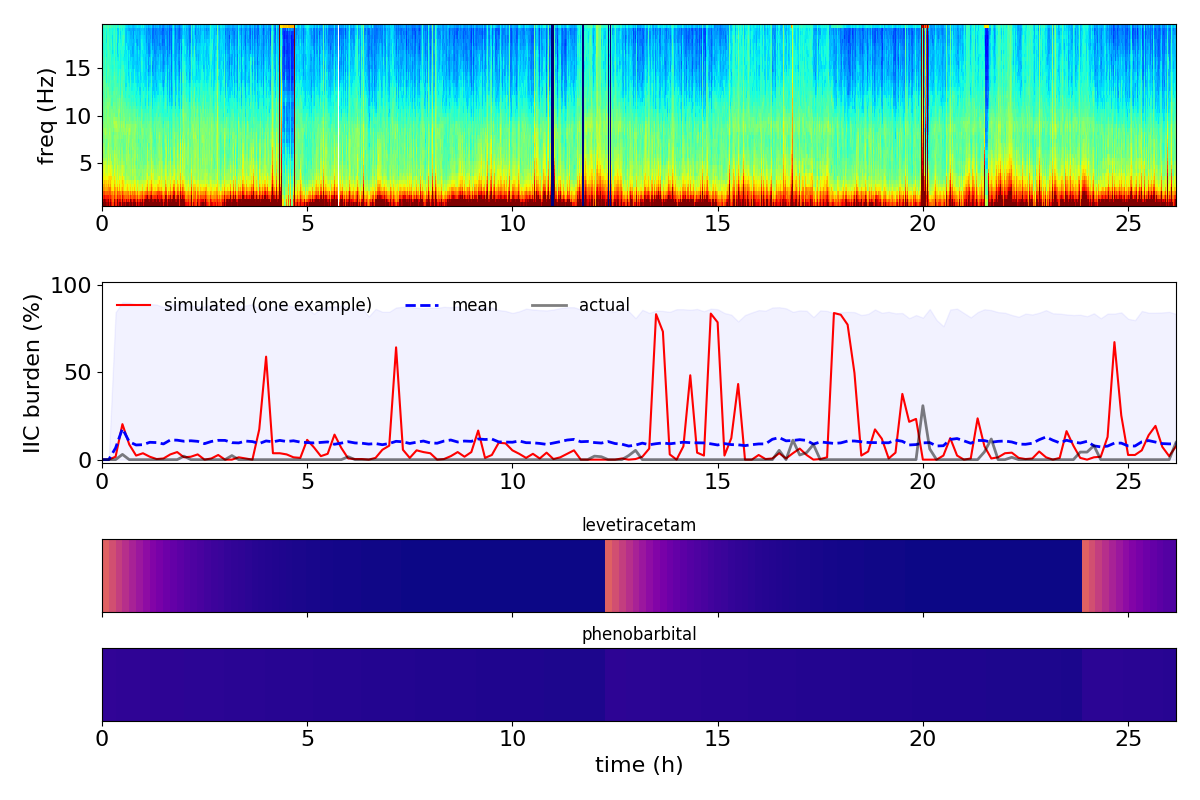 freq (Hz)
15
10
5
0 5 10 15 20 25
IIC burden (%)
100
50
0
simulated (one example) mean actual
0 5 10 15 20 25
levetiracetam
phenobarbital
0 5 10 15 20 25
time (h)